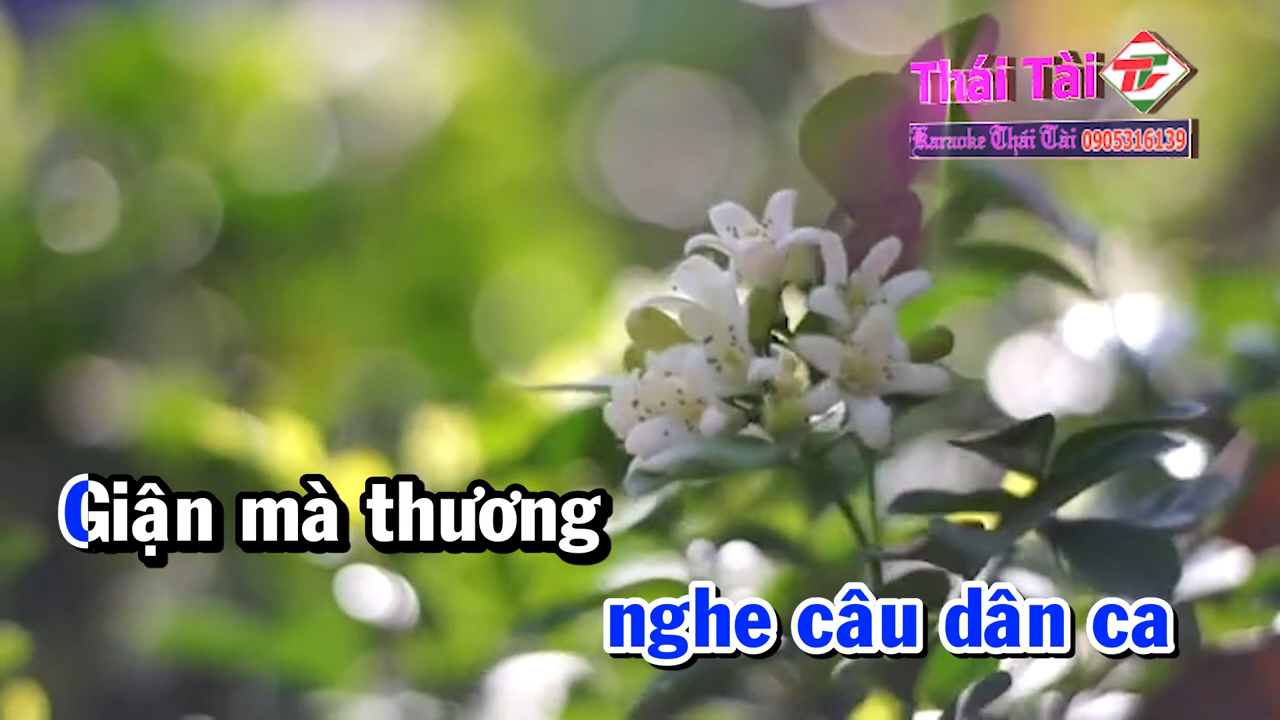 Thái Tài
Karaoke Thái Tài 0905316139
Giận mà thương
nghe câu dân ca